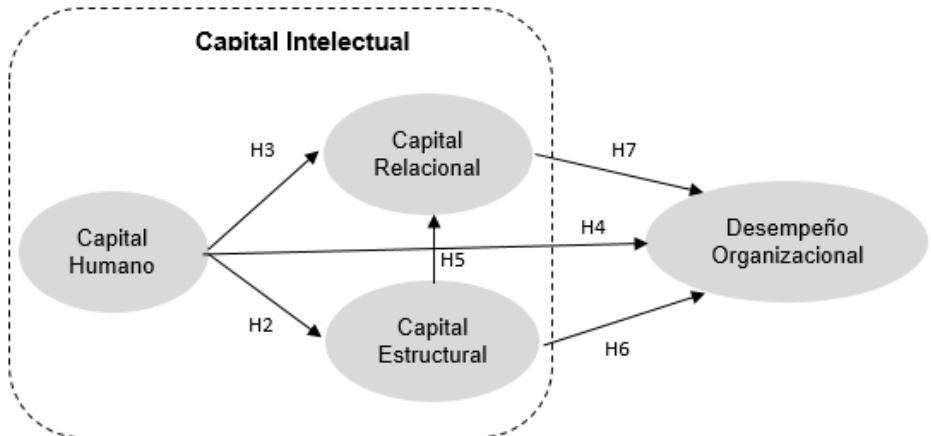 Capital Intelectual
H3
Capital
Relacional
H7
Capital
Humano
H4
Desempeño
Organizacional
H5
H2
Capital
Estructural
H6